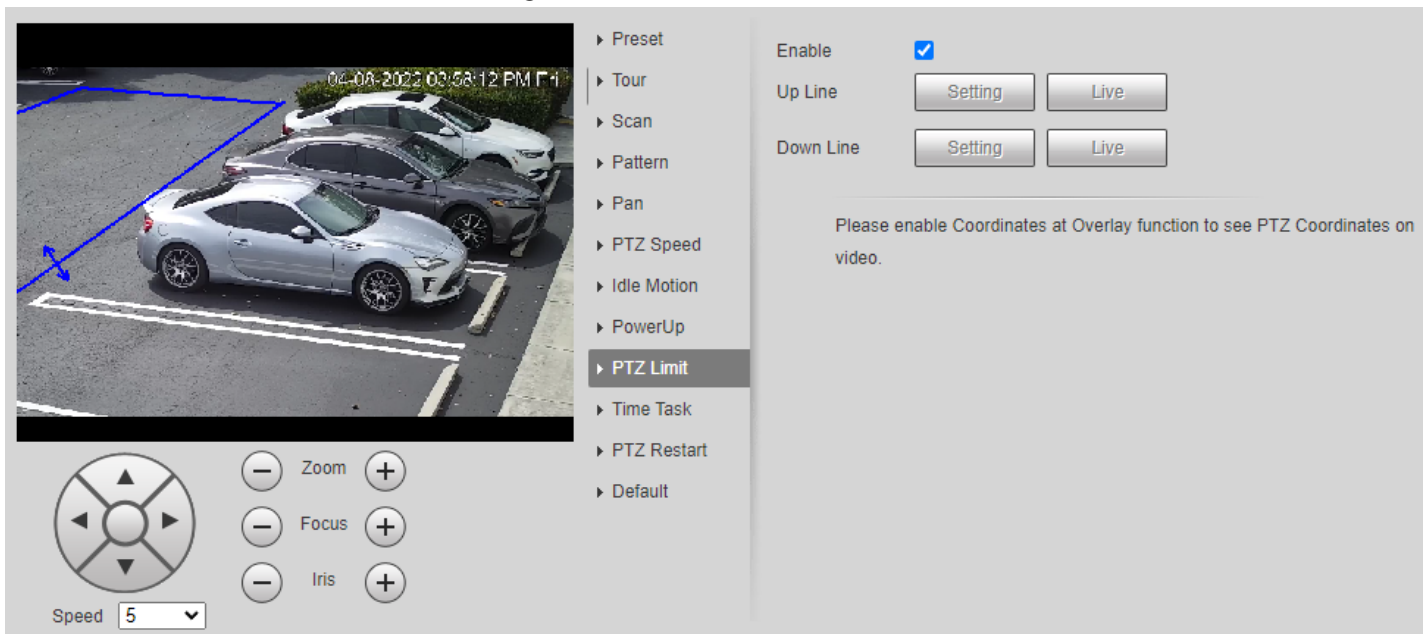 04-08-2022 03:58:12 PM Fri
Preset
Tour
Scan
Pattern
Pan
PTZ Speed
Idle Motion
PowerUp
PTZ Limit
Time Task
PTZ Restart
Default
Enable
Up Line Setting Live
Down Line Setting Live
Please enable Coordinates at Overlay function to see PTZ Coordinates on
video.
Zoom
Focus
Iris
Speed 5